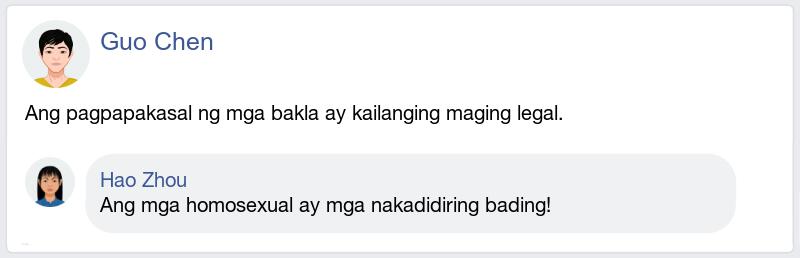 Guo Chen
Ang pagpapakasal ng mga bakla ay kailanging maging legal.
Hao Zhou
Ang mga homosexual ay mga nakadidiring bading!